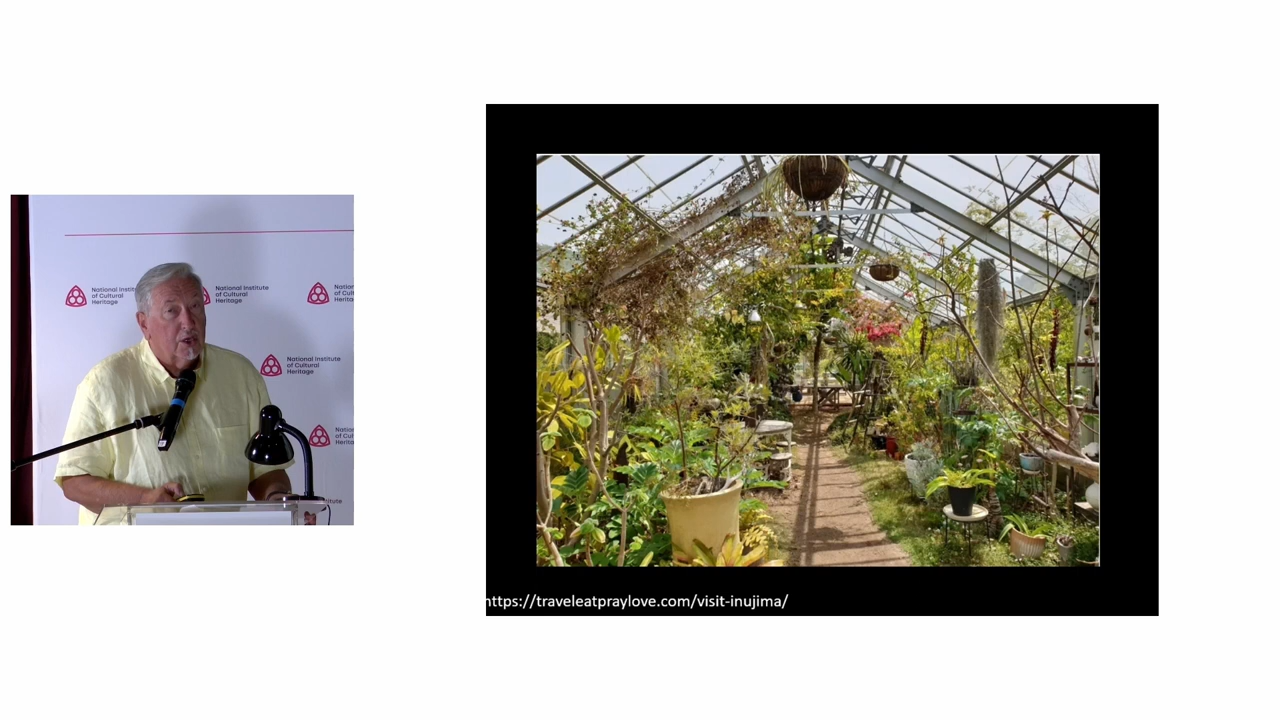 National Institute
of Cultural
Heritage
National Institute
of Cultural
Heritage
National Institute
of Cultural
Heritage
https://traveleatpraylove.com/visit-inujima/